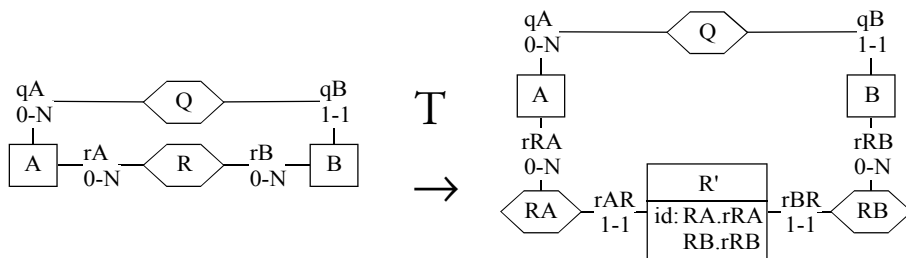 qA Q qB
0-N 1-1
A rA R rB B
0-N 0-N
T
→
qA Q qB
0-N 1-1
A B
rRA rRB
0-N 0-N
RA rAR R' rBR RB
1-1 id: RA.rRA 1-1
RB.rRB